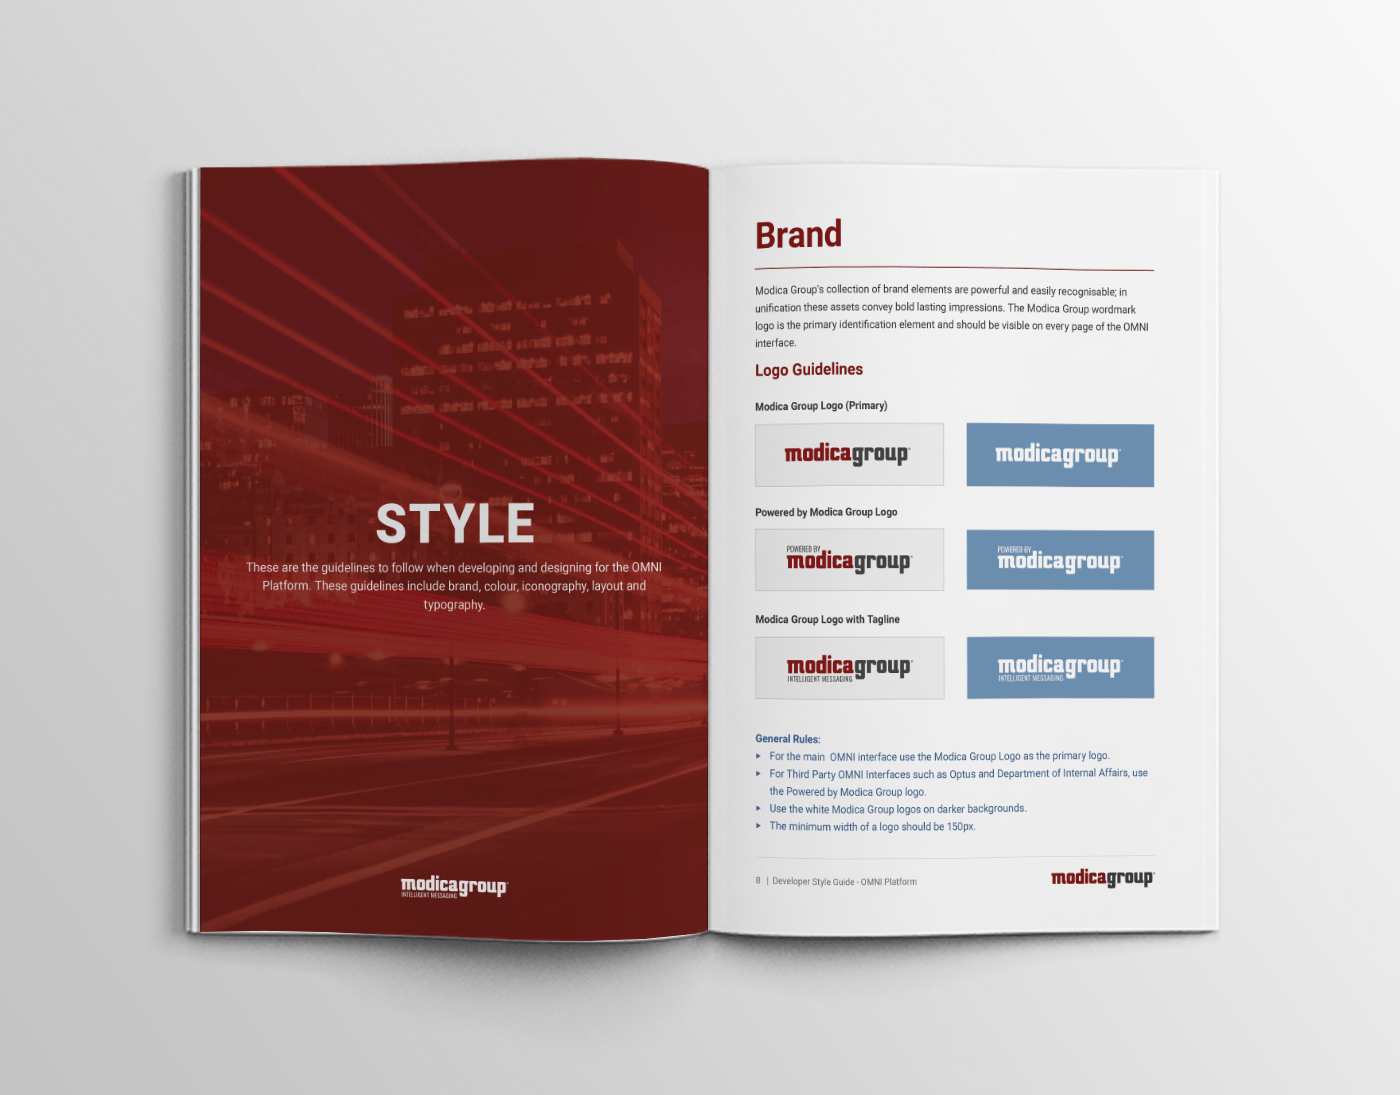 STYLE
These are the guidelines to follow when developing and designing for the OMNI
Platform. These guidelines include brand, colour, iconography, layout and
typography.
modicagroup
INTELLIGENT MESSAGING
Brand
Modica Group's collection of brand elements are powerful and easily recognisable; in
unification these assets convey bold lasting impressions. The Modica Group wordmark
logo is the primary identification element and should be visible on every page of the OMNI
interface.
Logo Guidelines
Modica Group Logo (Primary)
modicagroup modicagroup
Powered by Modica Group Logo
POWERED BY POWERED BY
modicagroup modicagroup
Modica Group Logo with Tagline
modicagroup modicagroup
INTELLIGENT MESSAGING INTELLIGENT MESSAGING
General Rules:
For the main OMNI interface use the Modica Group Logo as the primary logo.
For Third Party OMNI Interfaces such as Optus and Department of Internal Affairs, use
the Powered by Modica Group logo.
Use the white Modica Group logos on darker backgrounds.
The minimum width of a logo should be 150px.
8 | Developer Style Guide - OMNI Platform modicagroup